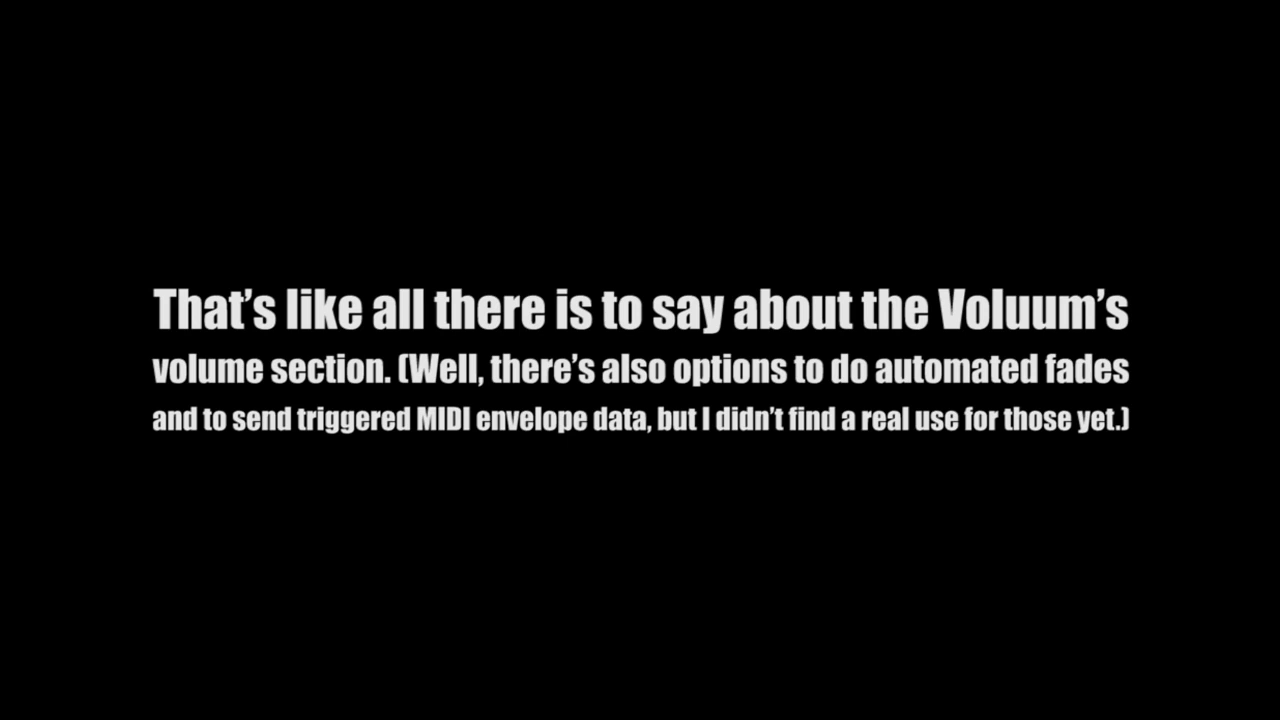 That’s like all there is to say about the Voluum’s
volume section. (Well, there’s also options to do automated fades
and to send triggered MIDI envelope data, but I didn’t find a real use for those yet.)